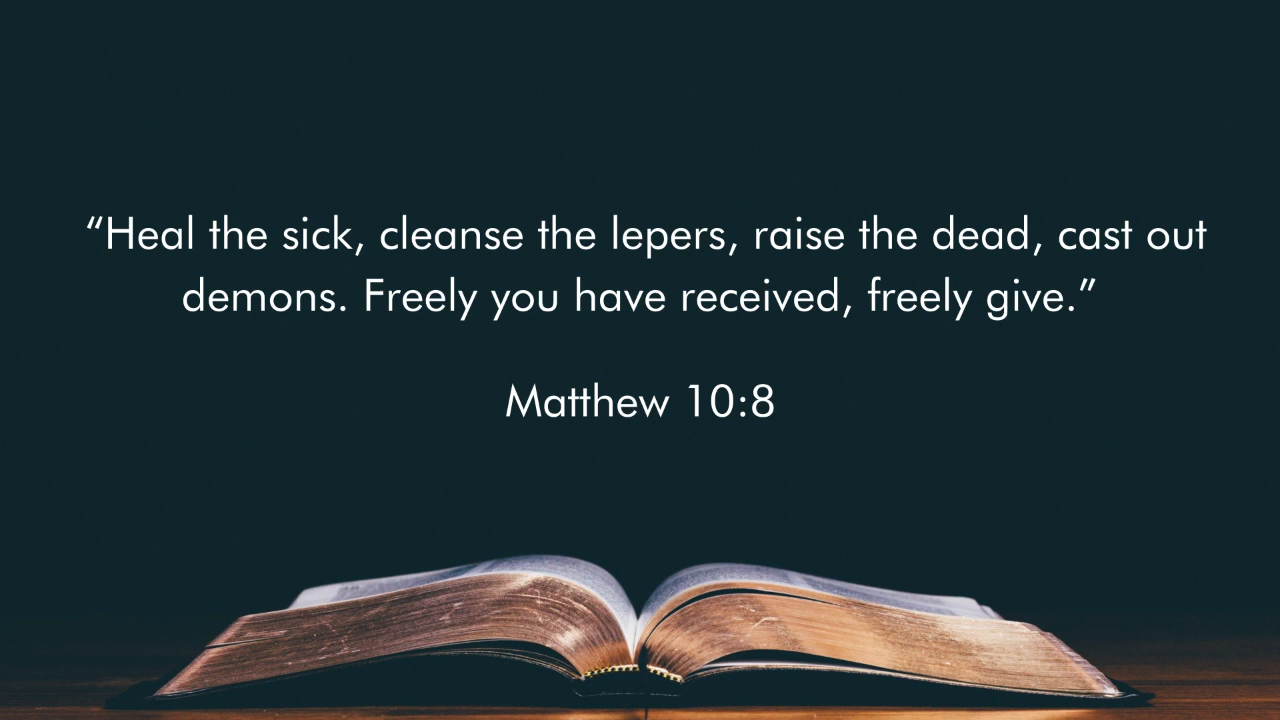 “Heal the sick, cleanse the lepers, raise the dead, cast out
demons. Freely you have received, freely give.”
Matthew 10:8